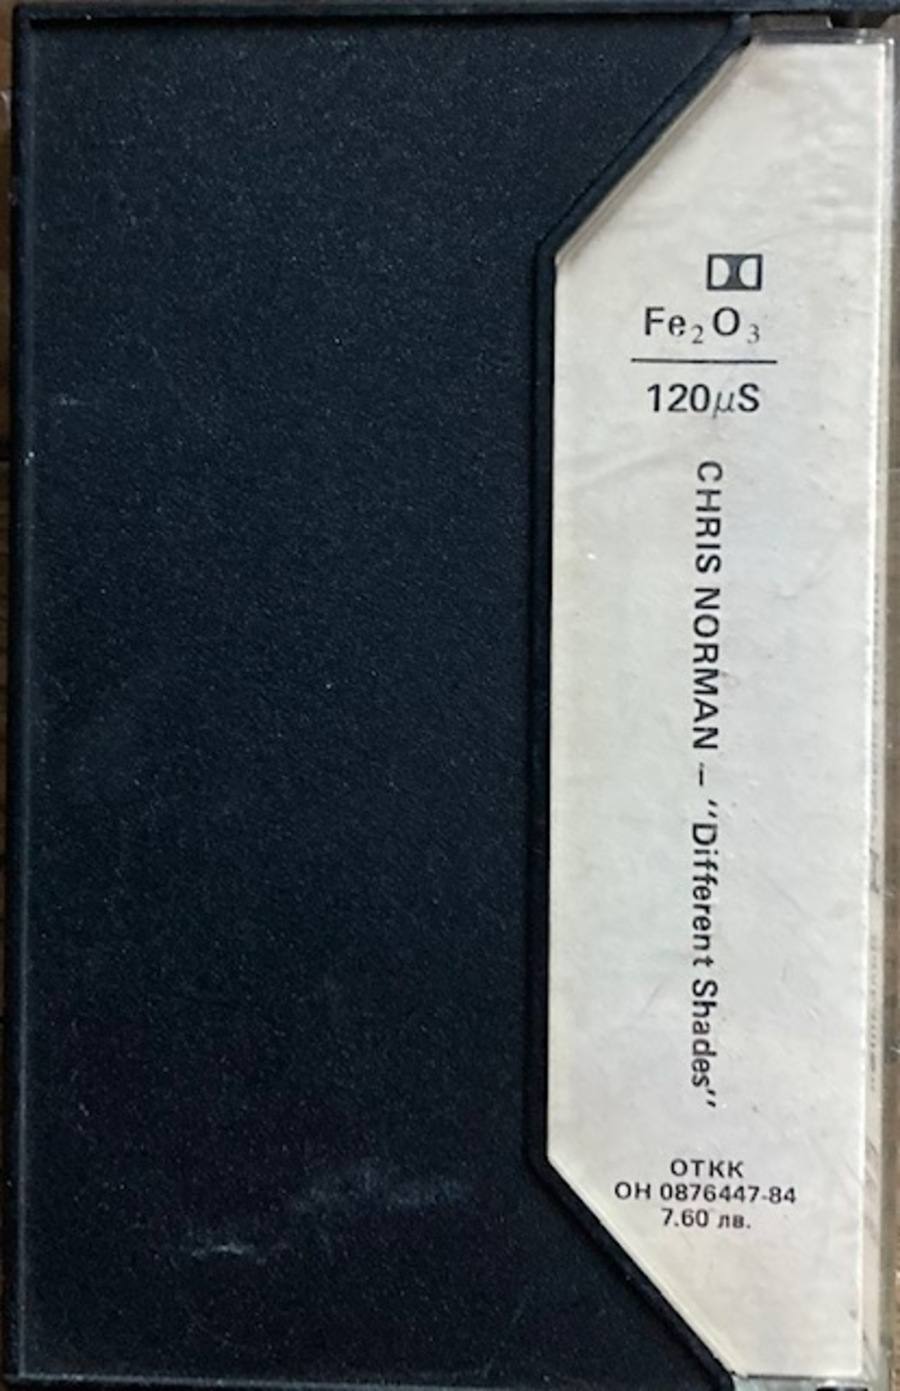 Fe₂O₃
120µS
CHRIS NORMAN – "Different Shades"
ОТКК
ОН 0876447-84
7.60 лв.